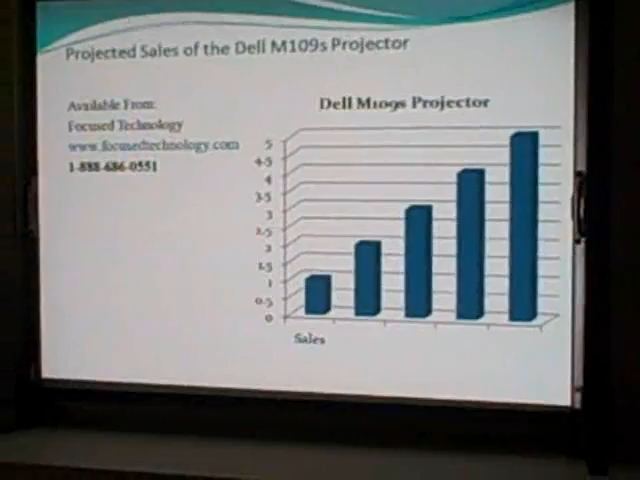 Projected Sales of the Dell M109s Projector
Available From:
Focused Technology
www.focusedtechnology.com
1-888-686-0551
Dell M109s Projector
5
4.5
4
3.5
3
2.5
2
1.5
1
0.5
0
Sales